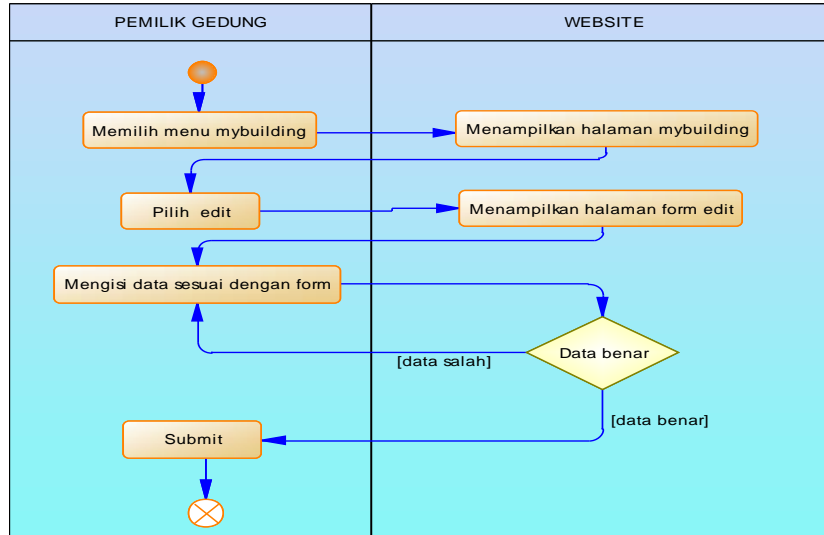 PEMILIK GEDUNG
WEBSITE
Memilih menu mybuilding
Menampilkan halaman mybuilding
Pilih edit
Menampilkan halaman form edit
Mengisi data sesuai dengan form
Data benar
[data salah]
[data benar]
Submit